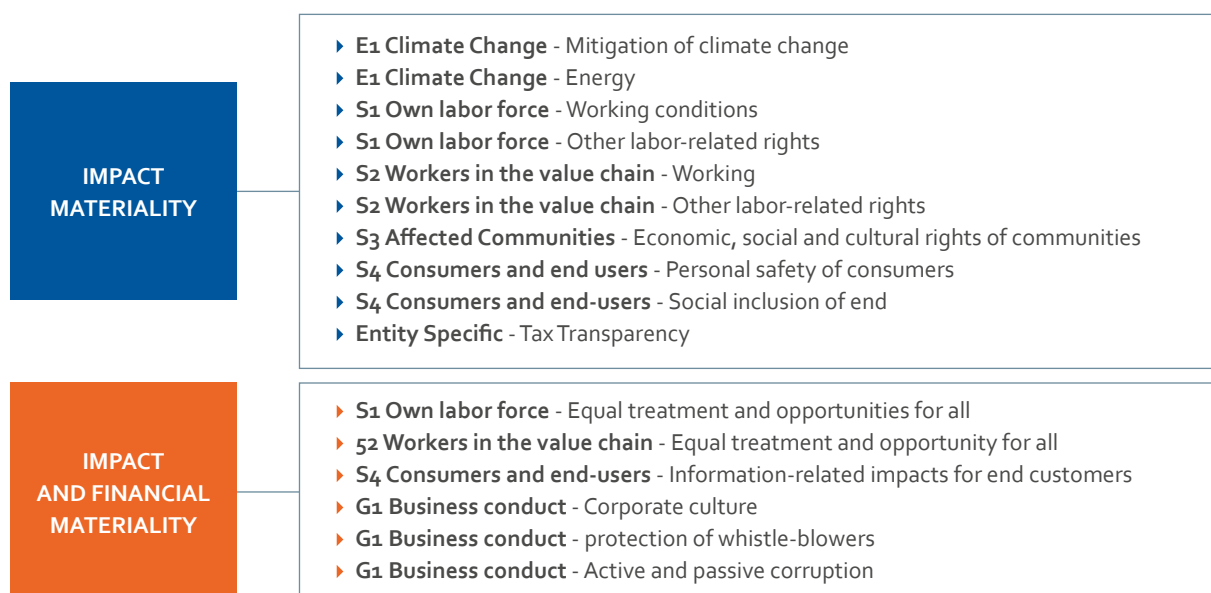 IMPACT
MATERIALITY
E1 Climate Change - Mitigation of climate change
E1 Climate Change - Energy
S1 Own labor force - Working conditions
S1 Own labor force - Other labor-related rights
S2 Workers in the value chain - Working
S2 Workers in the value chain - Other labor-related rights
S3 Affected Communities - Economic, social and cultural rights of communities
S4 Consumers and end users - Personal safety of consumers
S4 Consumers and end-users - Social inclusion of end
Entity Specific - Tax Transparency
IMPACT
AND FINANCIAL
MATERIALITY
S1 Own labor force - Equal treatment and opportunities for all
52 Workers in the value chain - Equal treatment and opportunity for all
S4 Consumers and end-users - Information-related impacts for end customers
G1 Business conduct - Corporate culture
G1 Business conduct - protection of whistle-blowers
G1 Business conduct - Active and passive corruption